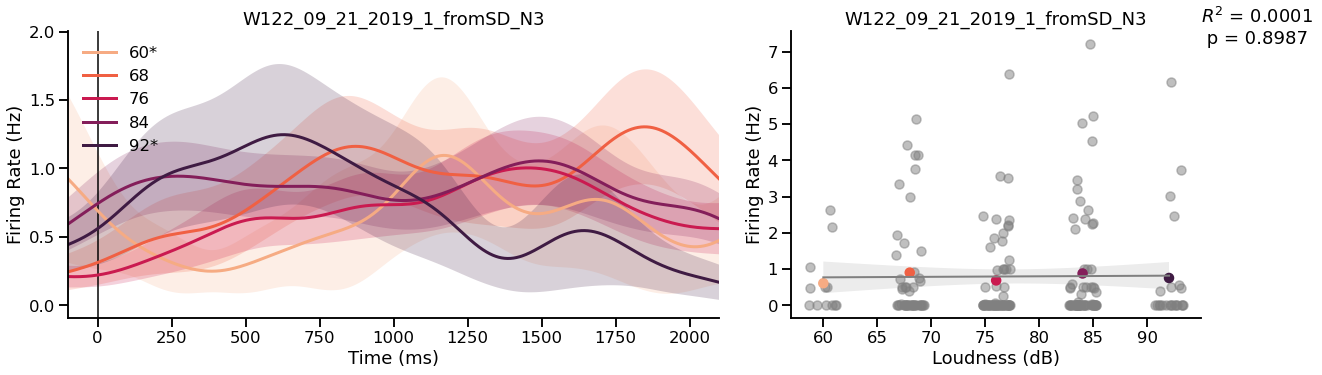 W122_09_21_2019_1_fromSD_N3
2.0
1.5
1.0
0.5
0.0
Firing Rate (Hz)
60*
68
76
84
92*
0 250 500 750 1000 1250 1500 1750 2000
Time (ms)
W122_09_21_2019_1_fromSD_N3
R² = 0.0001
p = 0.8987
7
6
5
4
3
2
1
0
Firing Rate (Hz)
60 65 70 75 80 85 90
Loudness (dB)